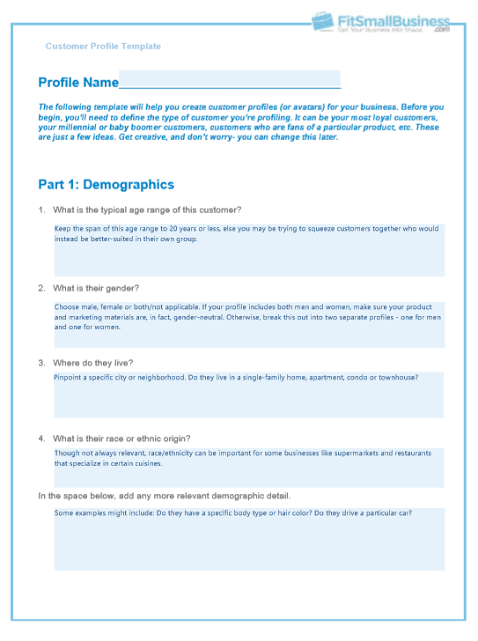 FitSmallBusiness
Get Your Business Into Shape
.com
Customer Profile Template
Profile Name
The following template will help you create customer profiles (or avatars) for your business. Before you
begin, you'll need to define the type of customer you're profiling. It can be your most loyal customers,
your millennial or baby boomer customers, customers who are fans of a particular product, etc. These
are just a few ideas. Get creative, and don't worry- you can change this later.
Part 1: Demographics
1. What is the typical age range of this customer?
Keep the span of this age range to 20 years or less, else you may be trying to squeeze customers together who would
instead be better-suited in their own group.
2. What is their gender?
Choose male, female or both/not applicable. If your profile includes both men and women, make sure your product
and marketing materials are, in fact, gender-neutral. Otherwise, break this out into two separate profiles - one for men
and one for women.
3. Where do they live?
Pinpoint a specific city or neighborhood. Do they live in a single-family home, apartment, condo or townhouse?
4. What is their race or ethnic origin?
Though not always relevant, race/ethnicity can be important for some businesses like supermarkets and restaurants
that specialize in certain cuisines.
In the space below, add any more relevant demographic detail.
Some examples might include: Do they have a specific body type or hair color? Do they drive a particular car?